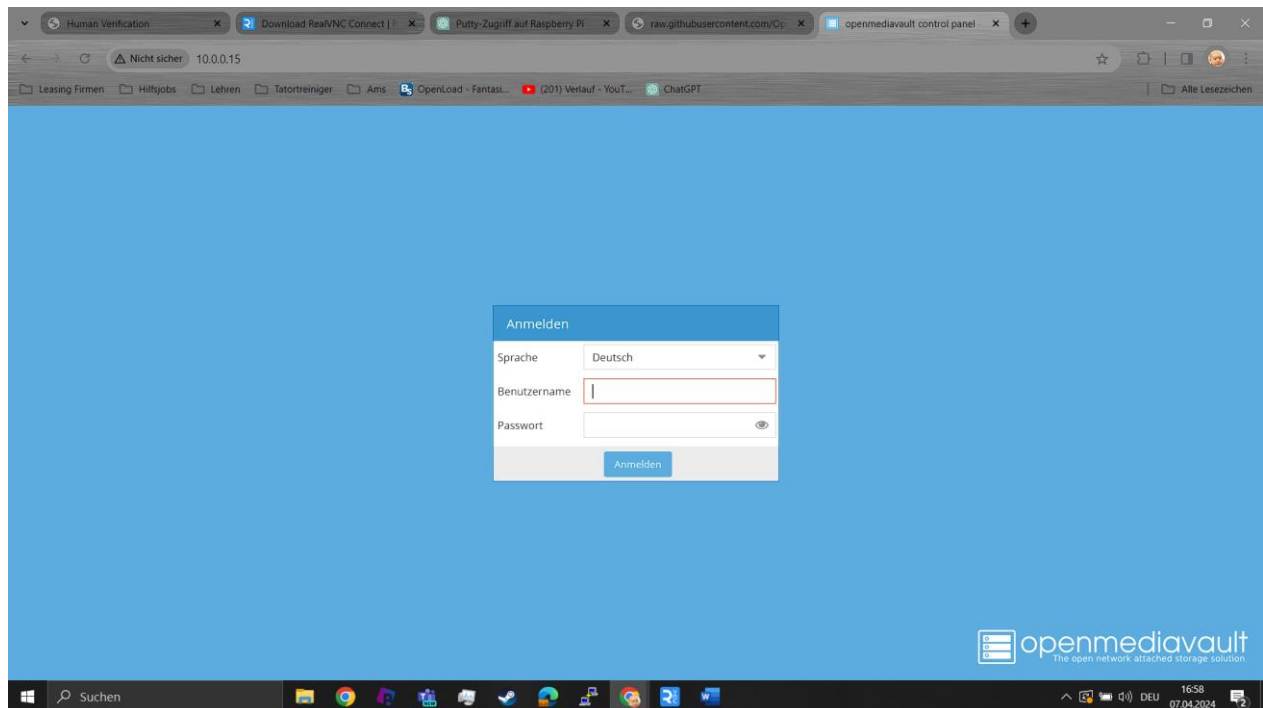 Human Verification
Download RealVNC Connect |
Putty-Zugriff auf Raspberry Pi
raw.githubusercontent.com/Op
openmediavault control panel
Nicht sicher 10.0.0.15
Leasing Firmen Hilfsjobs Lehren Tatortreiniger Ams OpenLoad - Fantasi... (201) Verlauf - YouT... ChatGPT Alle Lesezeichen
Anmelden
Sprache Deutsch
Benutzername
Passwort
Anmelden
openmediavault
The open network attached storage solution
Suchen
DEU
16:58
07.04.2024
2